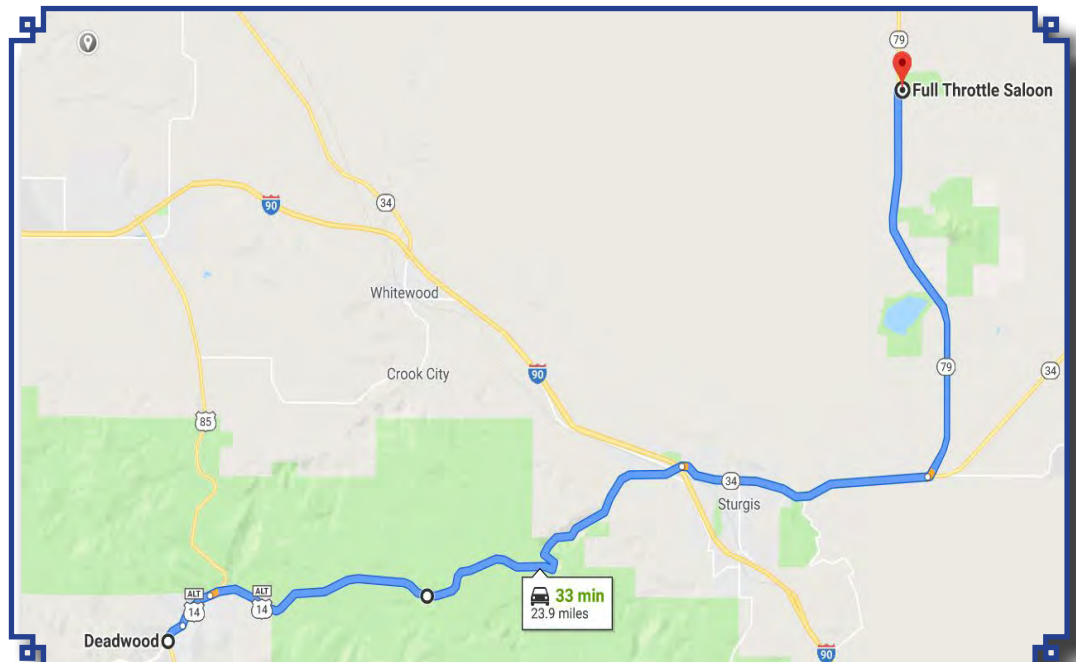 79
Full Throttle Saloon
90
34
Whitewood
Crook City
90
79
34
85
34
Sturgis
ALT
14
ALT
14
33 min
23.9 miles
Deadwood
90